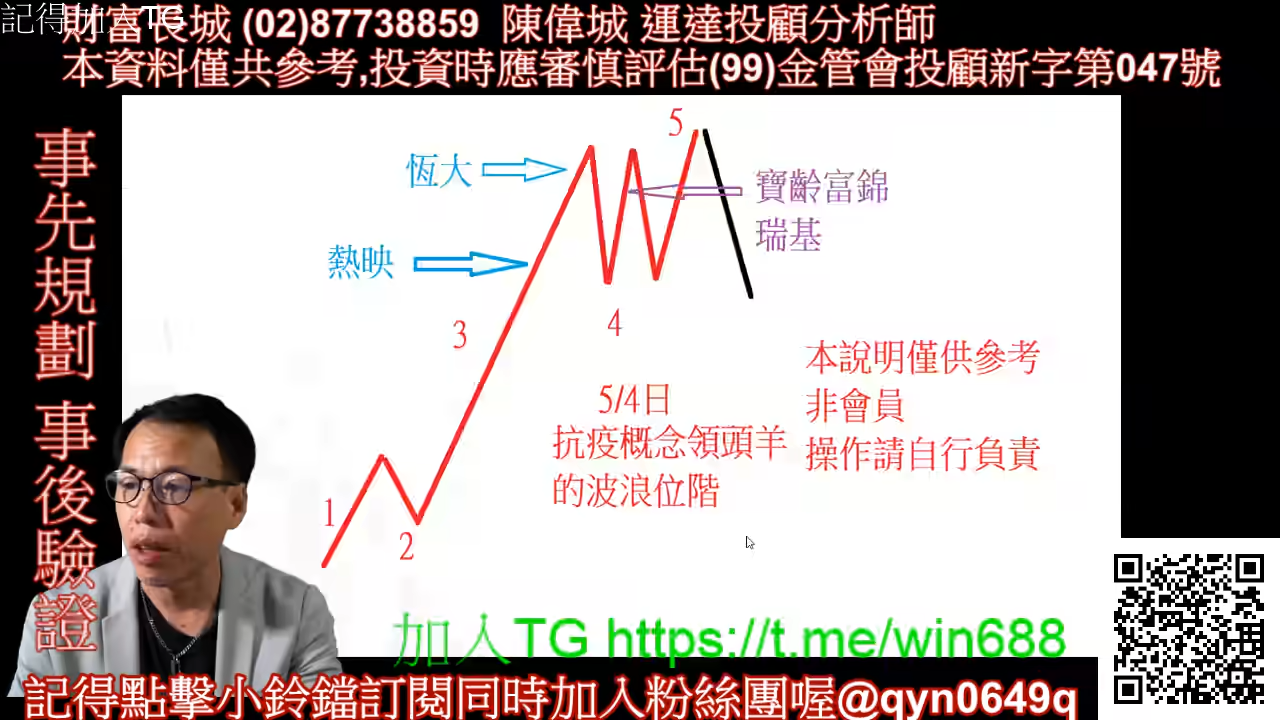 記得加入TG
財富長城 (02)87738859 陳偉城 運達投顧分析師
本資料僅共參考,投資時應審慎評估(99)金管會投顧新字第047號
事先規劃 事後驗證
5
恆大
寶齡富錦
瑞基
熱映
3
4
本說明僅供參考
非會員
操作請自行負責
5/4日
抗疫概念領頭羊
的波浪位階
1
2
加入TG https://t.me/win688
記得點擊小鈴鐺訂閱同時加入粉絲團喔@qyn0649q